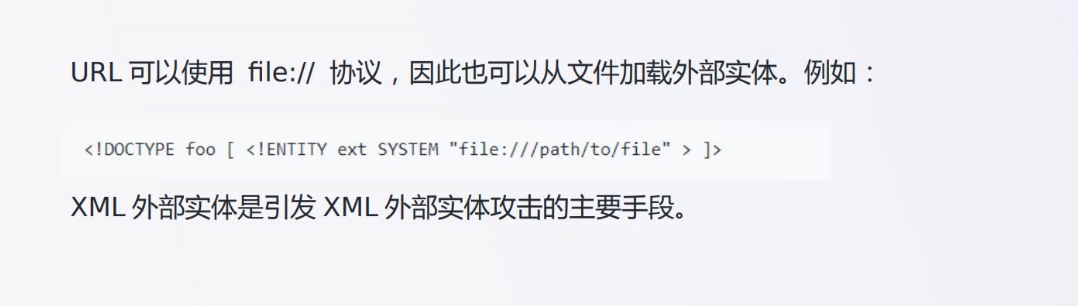 URL 可以使用 file:// 协议，因此也可以从文件加载外部实体。例如：
<!DOCTYPE foo [ <!ENTITY ext SYSTEM "file:///path/to/file" > ]>
XML 外部实体是引发 XML 外部实体攻击的主要手段。